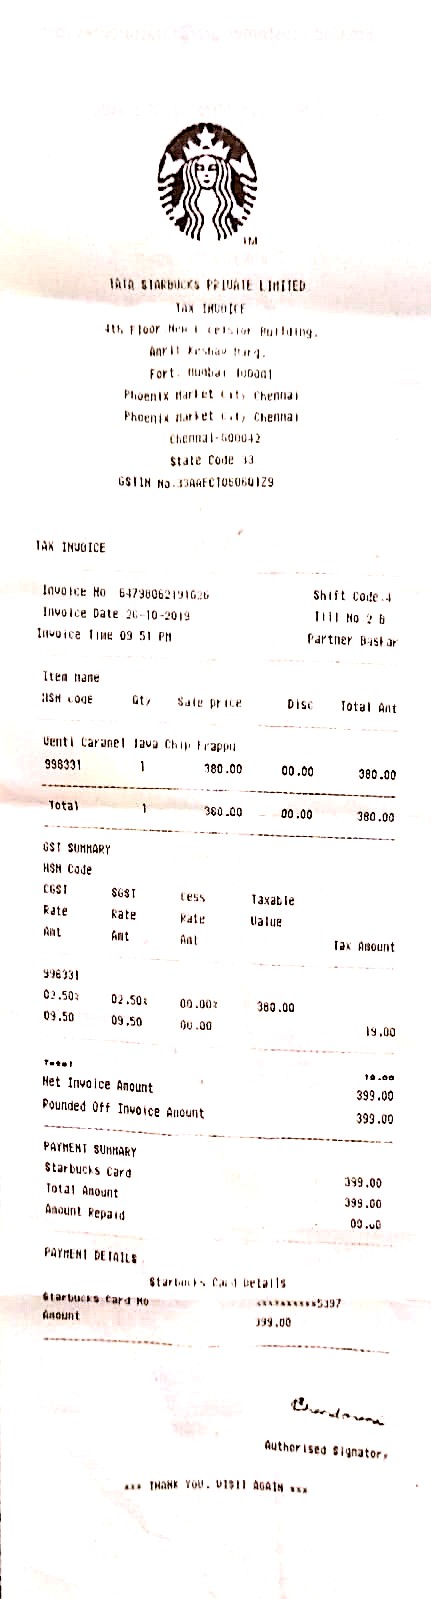 TM
TATA STARBUCKS PRIVATE LIMITED
TAX INVOICE
4th Floor New Excelsior Building,
Amrit Keshav Marg,
Fort, Mumbai 400001
Phoenix Market City Chennai
Phoenix Market City Chennai
Chennai-600042
State Code 33
GSTIN No.
TAX INVOICE
Invoice No Shift Code 4
Invoice Date 26-10-2019 Till No 2 B
Invoice Time 09 51 PM Partner Baskar
Item name
HSN code Qty Sale price Disc Total Amt
Venti Caramel Java Chip Frappu
996331 1 380.00 00.00 380.00
Total 1 380.00 00.00 380.00
GST SUMMARY
HSN Code
CGST SGST Cess Taxable
Rate Rate Rate Value
Amt Amt Amt Tax Amount
996331
02.50% 02.50% 00.00% 380.00
09.50 09.50 00.00 19.00
Total 19.00
Net Invoice Amount 399.00
Rounded Off Invoice Amount 399.00
PAYMENT SUMMARY
Starbucks Card 399.00
Total Amount 399.00
Amount Repaid 00.00
PAYMENT DETAILS
Starbucks Card Details
Starbucks Card No 5397
Amount 399.00
Authorised Signatory
*** THANK YOU. VISIT AGAIN ***